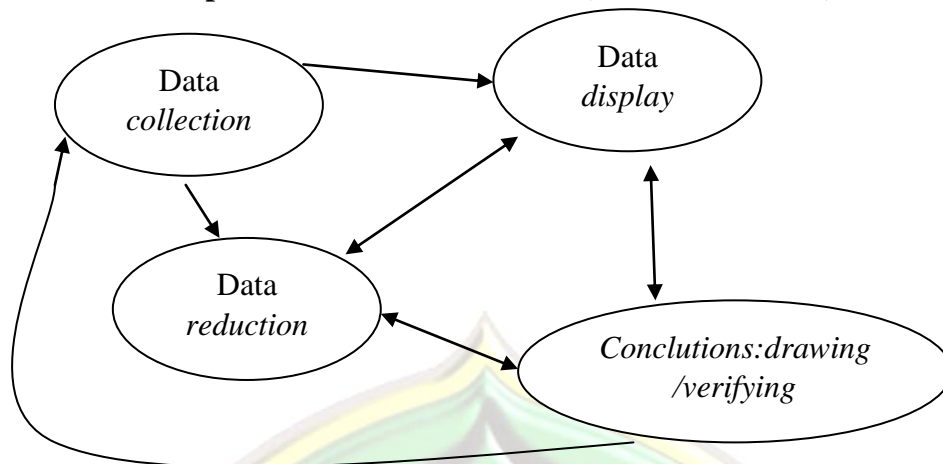 Data
collection
Data
display
Data
reduction
Conclutions:drawing
/verifying